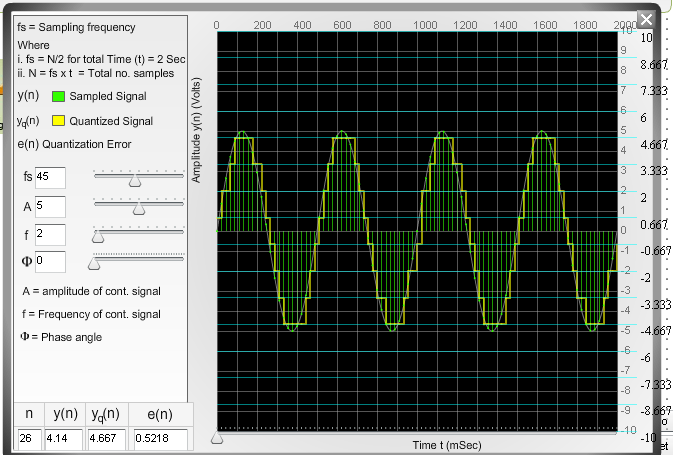 fs = Sampling frequency
Where
i. fs = N/2 for total Time (t) = 2 Sec
ii. N = fs x t = Total no. samples
y(n) Sampled Signal
yq(n) Quantized Signal
e(n) Quantization Error
fs 45
A 5
f 2
Φ 0
A = amplitude of cont. signal
f = Frequency of cont. signal
Φ = Phase angle
n y(n) yq(n) e(n)
26 4.14 4.667 0.5218
0 200 400 600 800 1000 1200 1400 1600 1800 2000
Amplitude y(n) (Volts)
10
9
8
7
6
5
4
3
2
1
0
-1
-2
-3
-4
-5
-6
-7
-8
-9
-10
10
8.667
7.333
6
4.667
3.333
2
0.667
-0.667
-2
-3.333
-4.667
-6
-7.333
-8.667
-10
Time t (mSec)